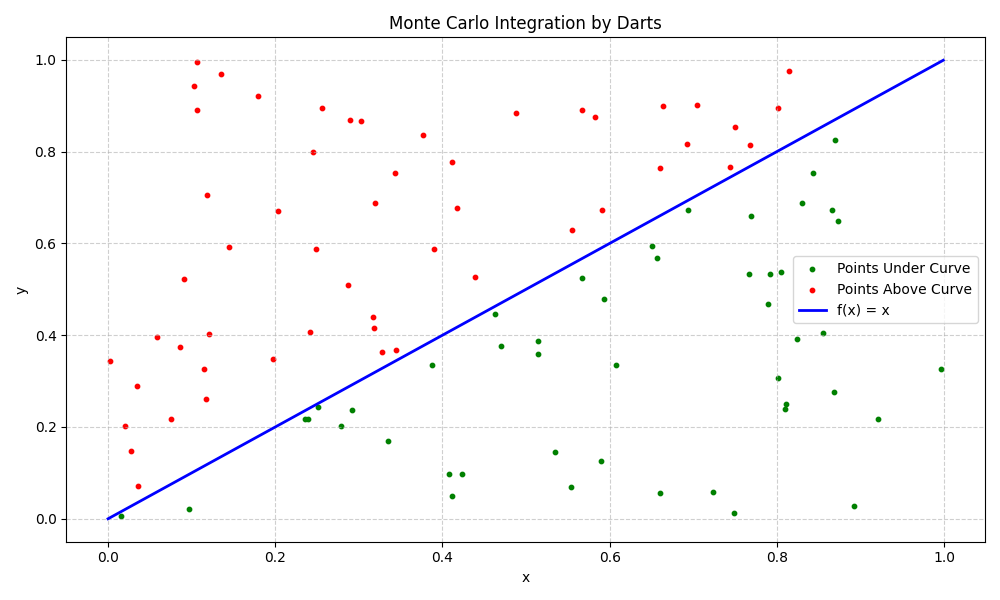 Monte Carlo Integration by Darts
y
1.0
0.8
0.6
0.4
0.2
0.0
Points Under Curve
Points Above Curve
f(x) = x
0.0 0.2 0.4 0.6 0.8 1.0
x